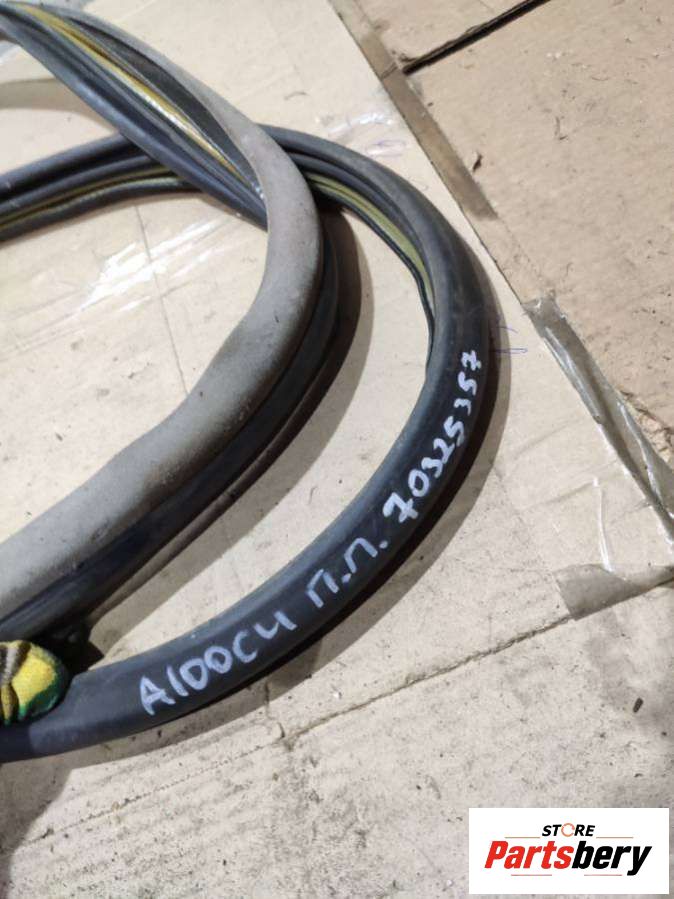 A100C4 П.П. 70325357
STORE
Partsbery